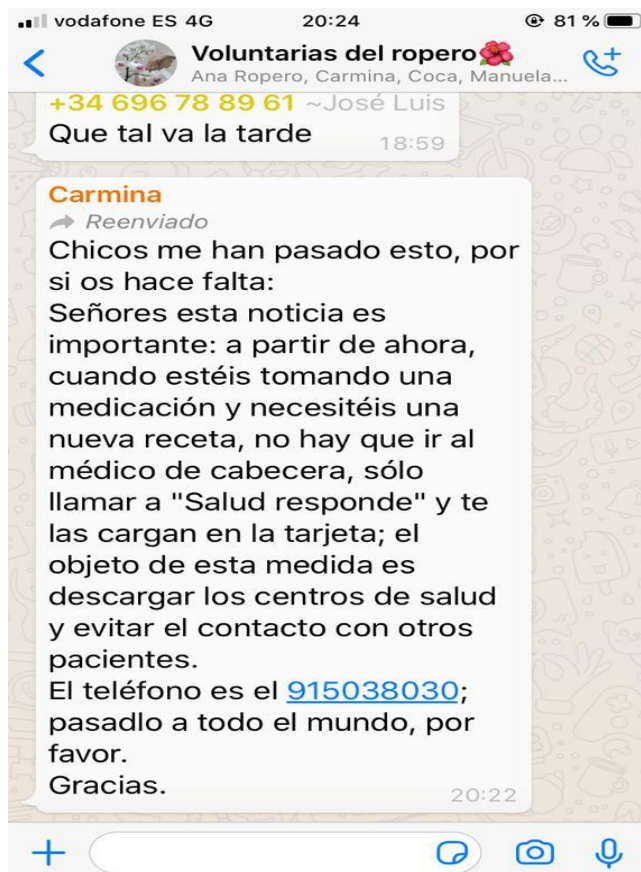 vodafone ES 4G 20:24 81 %
Voluntarias del ropero
Ana Ropero, Carmina, Coca, Manuela...
+34 696 78 89 61 ~José Luis
Que tal va la tarde 18:59
Carmina
Reenviado
Chicos me han pasado esto, por
si os hace falta:
Señores esta noticia es
importante: a partir de ahora,
cuando estéis tomando una
medicación y necesitéis una
nueva receta, no hay que ir al
médico de cabecera, sólo
llamar a "Salud responde" y te
las cargan en la tarjeta; el
objeto de esta medida es
descargar los centros de salud
y evitar el contacto con otros
pacientes.
El teléfono es el 915038030;
pasadlo a todo el mundo, por
favor.
Gracias. 20:22